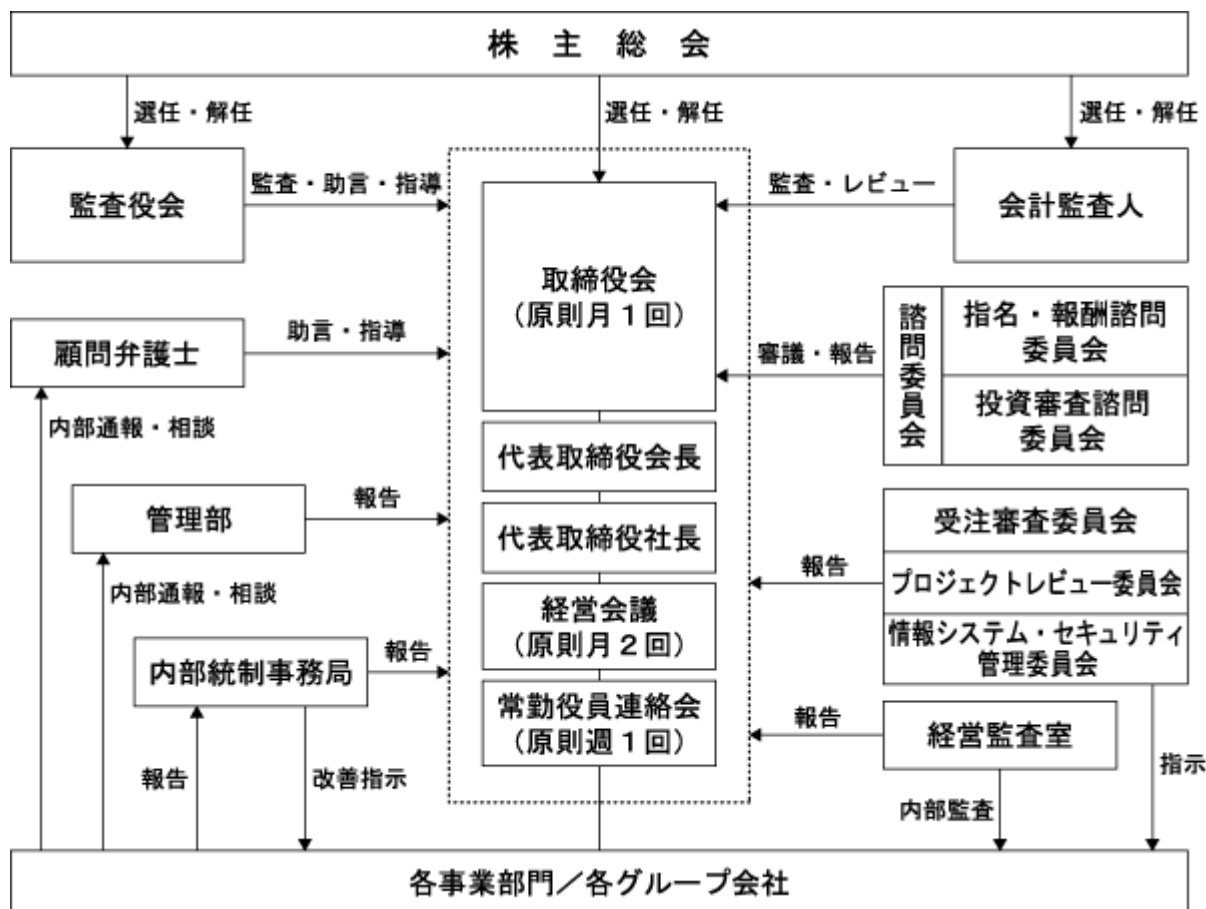 株 主 総 会
選任・解任
選任・解任
選任・解任
監査役会
監査・助言・指導
監査・レビュー
会計監査人
取締役会
（原則月１回）
顧問弁護士
助言・指導
審議・報告
諮問委員会
指名・報酬諮問
委員会
投資審査諮問
委員会
内部通報・相談
代表取締役会長
管理部
報告
代表取締役社長
受注審査委員会
報告
プロジェクトレビュー委員会
情報システム・セキュリティ
管理委員会
内部通報・相談
経営会議
（原則月２回）
内部統制事務局
報告
常勤役員連絡会
（原則週１回）
報告
経営監査室
報告
改善指示
内部監査
指示
各事業部門／各グループ会社